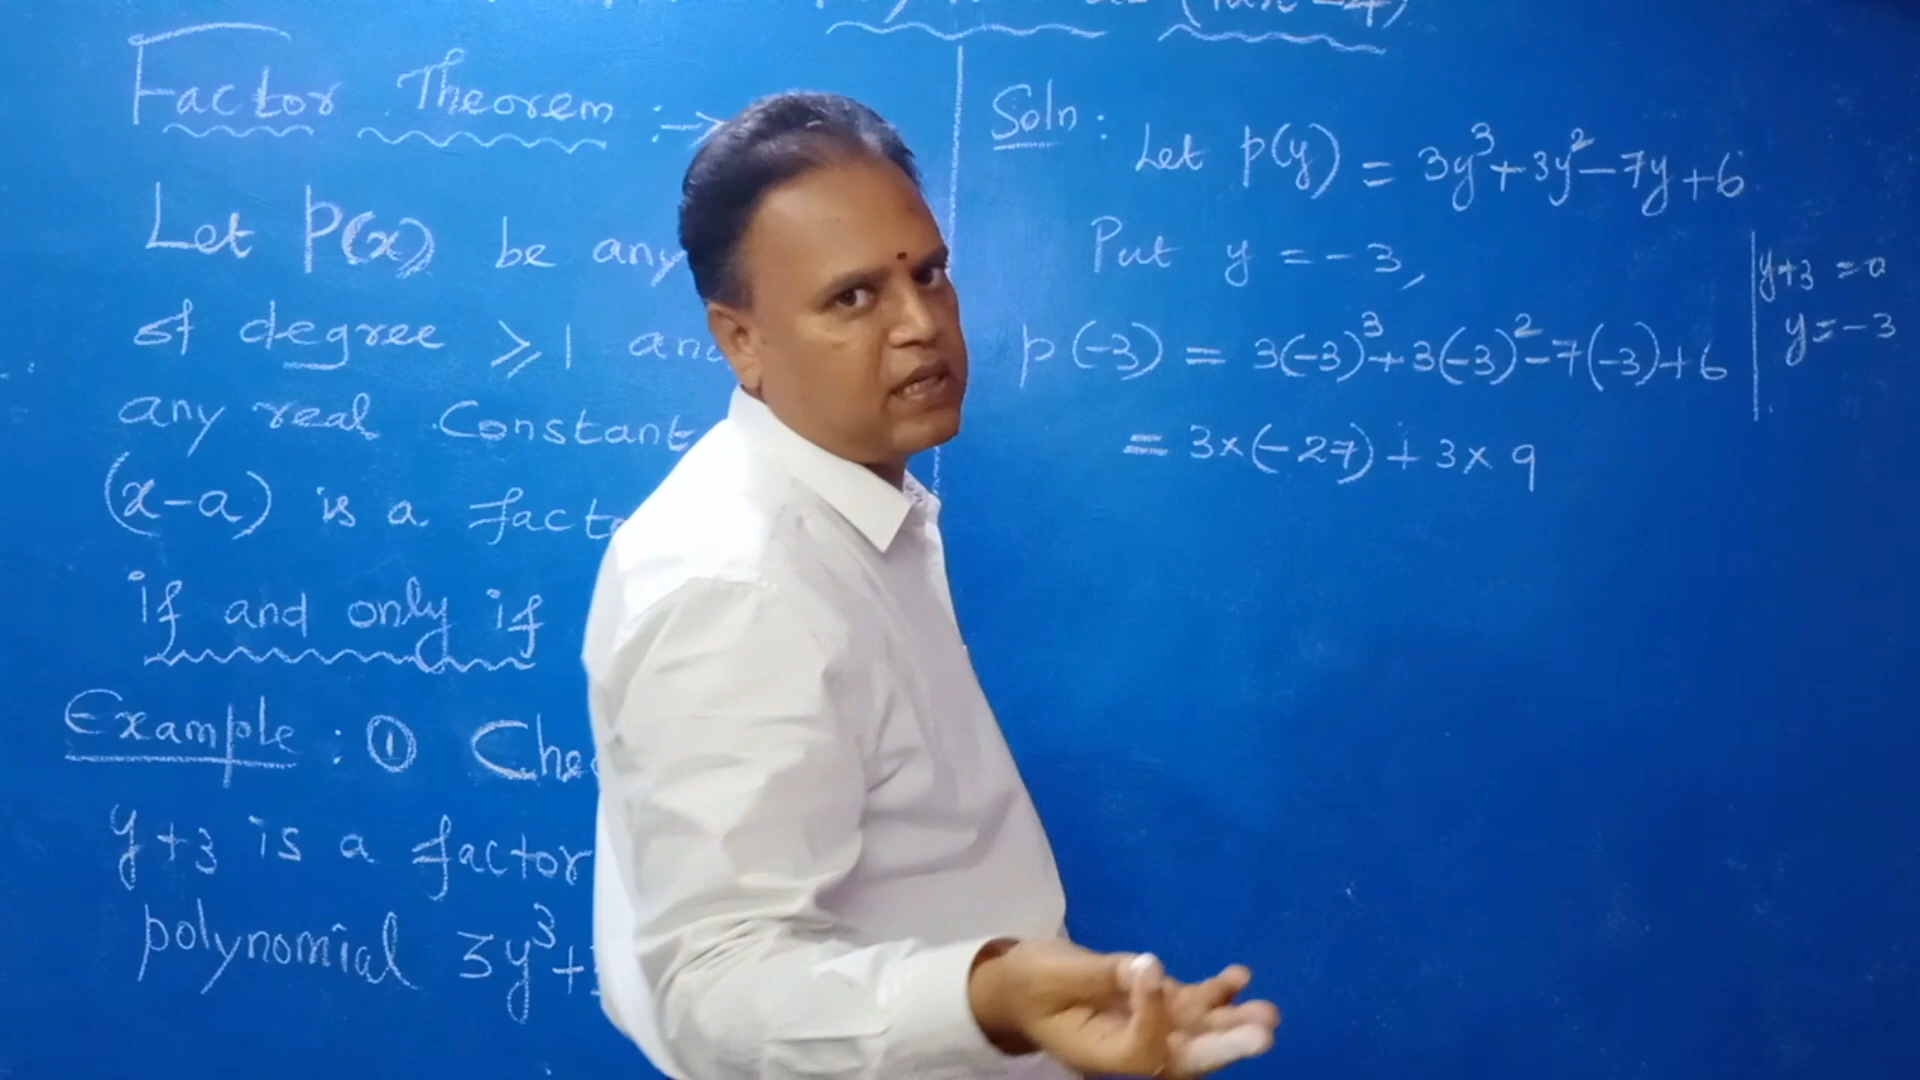 Factor Theorem :→
Let P(x) be any
of degree ⩾1 and
any real Constant
(x-a) is a facto
if and only if
Example : ① Chec
y+3 is a factor
polynomial 3y³+
Soln : Let p(y) = 3y³+3y²-7y+6
Put y = -3,
p(-3) = 3(-3)³+3(-3)²-7(-3)+6
= 3×(-27)+3×9
y+3 =0
y=-3